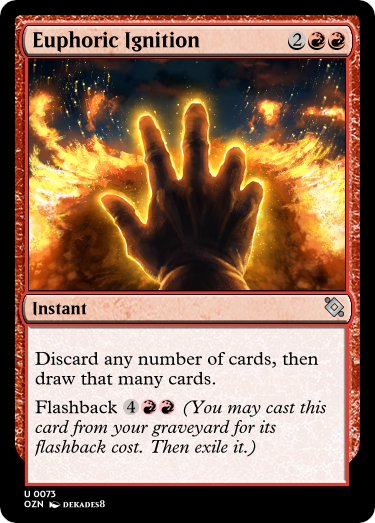 Euphoric Ignition 2
Instant
Discard any number of cards, then
draw that many cards.
Flashback 4 (You may cast this
card from your graveyard for its
flashback cost. Then exile it.)
U 0073
OZN DEKADES8